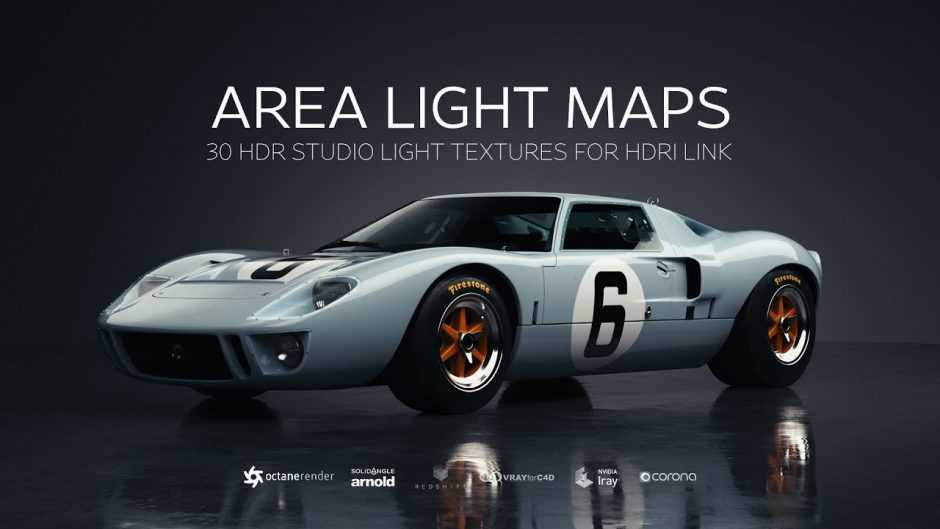 AREA LIGHT MAPS
30 HDR STUDIO LIGHT TEXTURES FOR HDRI LINK
Firestone
Firestone
6
octanerender
SOLIDANGLE
arnold
REDSHIFT
VRAYforC4D
NVIDIA
Iray
corona